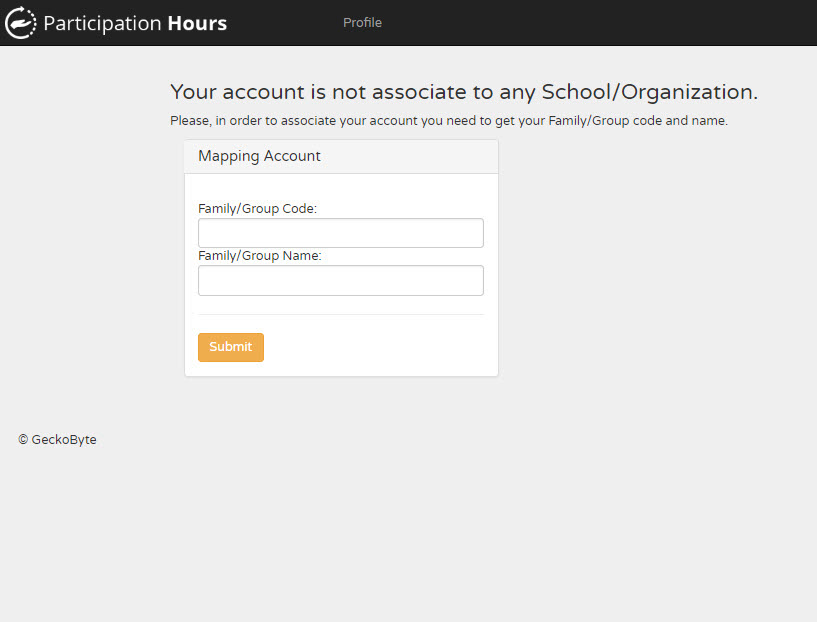 Participation Hours
Profile
Your account is not associate to any School/Organization.
Please, in order to associate your account you need to get your Family/Group code and name.
Mapping Account
Family/Group Code:
Family/Group Name:
Submit
© GeckoByte